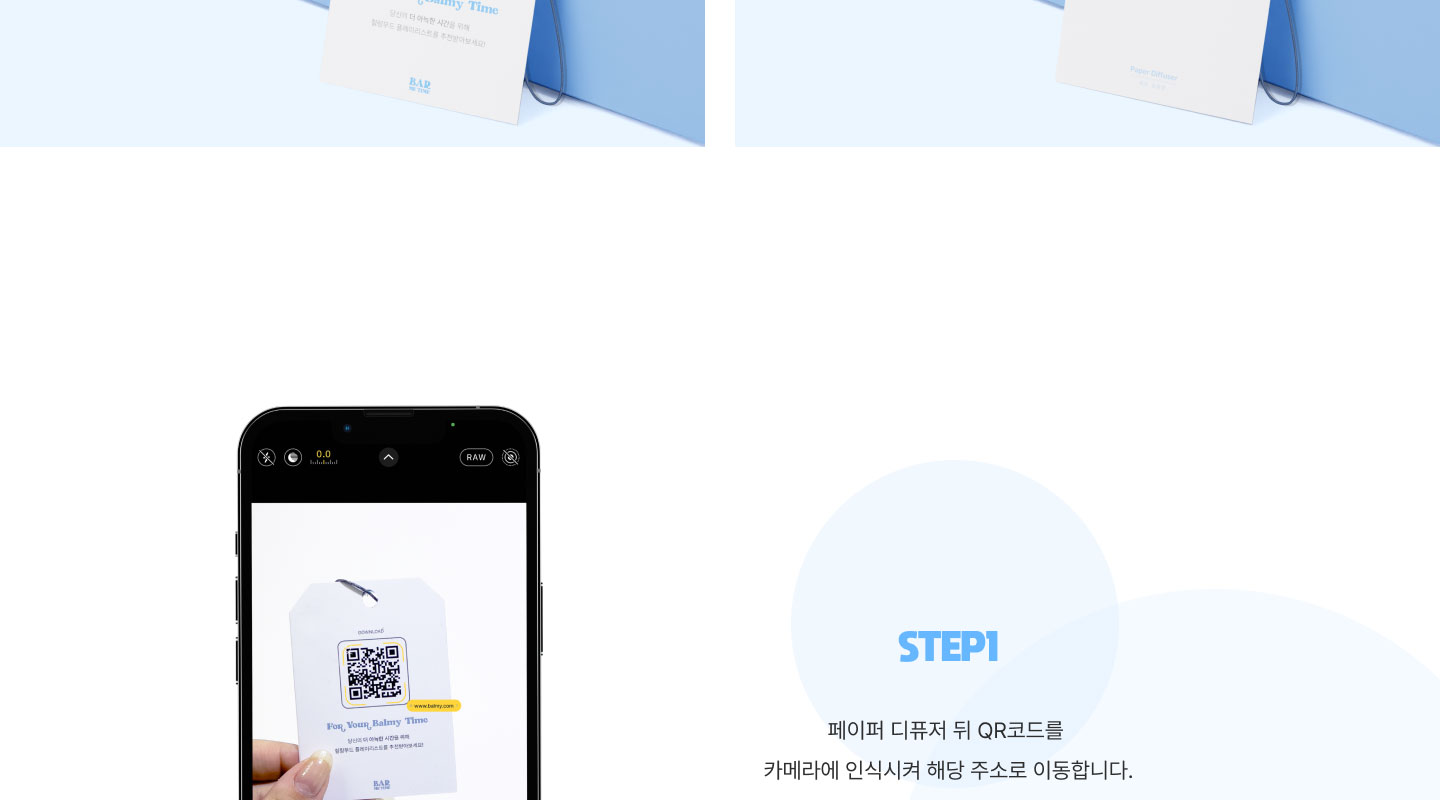 Balmy Time
당신의 더 아늑한 시간을 위해
힐링무드 플레이리스트를 추천받아보세요!
BAR
Paper Diffuser
0.0
RAW
DOWNLOAD
www.balmy.com
For Your Balmy Time
당신의 더 아늑한 시간을 위해
힐링무드 플레이리스트를 추천받아보세요!
BAR
STEP1
페이퍼 디퓨저 뒤 QR코드를
카메라에 인식시켜 해당 주소로 이동합니다.